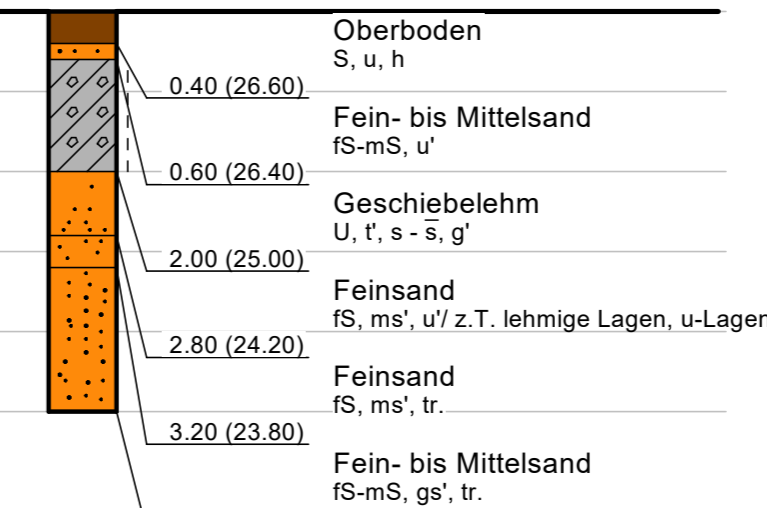 Oberboden
S, u, h
0.40 (26.60)
Fein- bis Mittelsand
fS-mS, u'
0.60 (26.40)
Geschiebelehm
U, t', s - s̅, g'
2.00 (25.00)
Feinsand
fS, ms', u'/ z.T. lehmige Lagen, u-Lagen
2.80 (24.20)
Feinsand
fS, ms', tr.
3.20 (23.80)
Fein- bis Mittelsand
fS-mS, gs', tr.